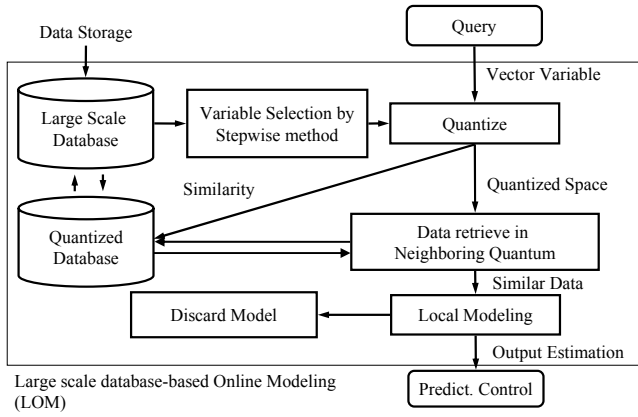 Data Storage
Query
Vector Variable
Large Scale
Database
Variable Selection by
Stepwise method
Quantize
Similarity
Quantized Space
Quantized
Database
Data retrieve in
Neighboring Quantum
Similar Data
Discard Model
Local Modeling
Output Estimation
Large scale database-based Online Modeling
(LOM)
Predict. Control